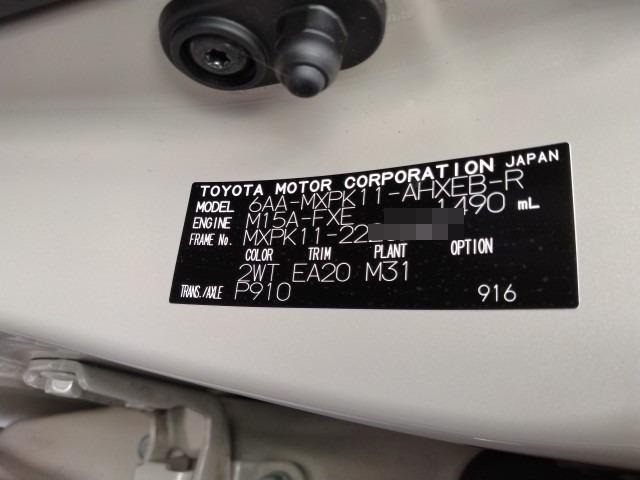 TOYOTA MOTOR CORPORATION JAPAN
MODEL 6AA-MXPK11-AHXEB-R
ENGINE M15A-FXE 1490 mL
FRAME No. MXPK11-22
COLOR TRIM PLANT OPTION
2WT EA20 M31
TRANS./AXLE P910 916